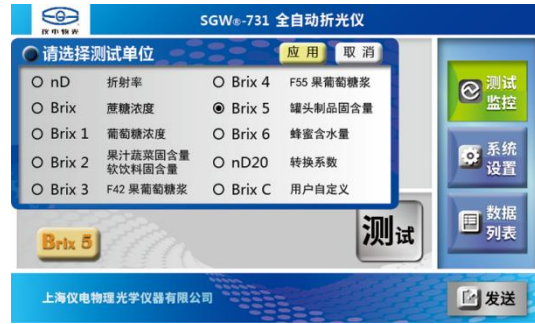 仪电物光
SGW®-731 全自动折光仪
请选择测试单位
应用
取消
nD 折射率
Brix 蔗糖浓度
Brix 1 葡萄糖浓度
Brix 2 果汁蔬菜固含量
软饮料固含量
Brix 3 F42 果葡萄糖浆
Brix 4 F55 果葡萄糖浆
Brix 5 罐头制品固含量
Brix 6 蜂蜜含水量
nD20 转换系数
Brix C 用户自定义
测试
监控
系统
设置
数据
列表
Brix 5
测试
上海仪电物理光学仪器有限公司
发送